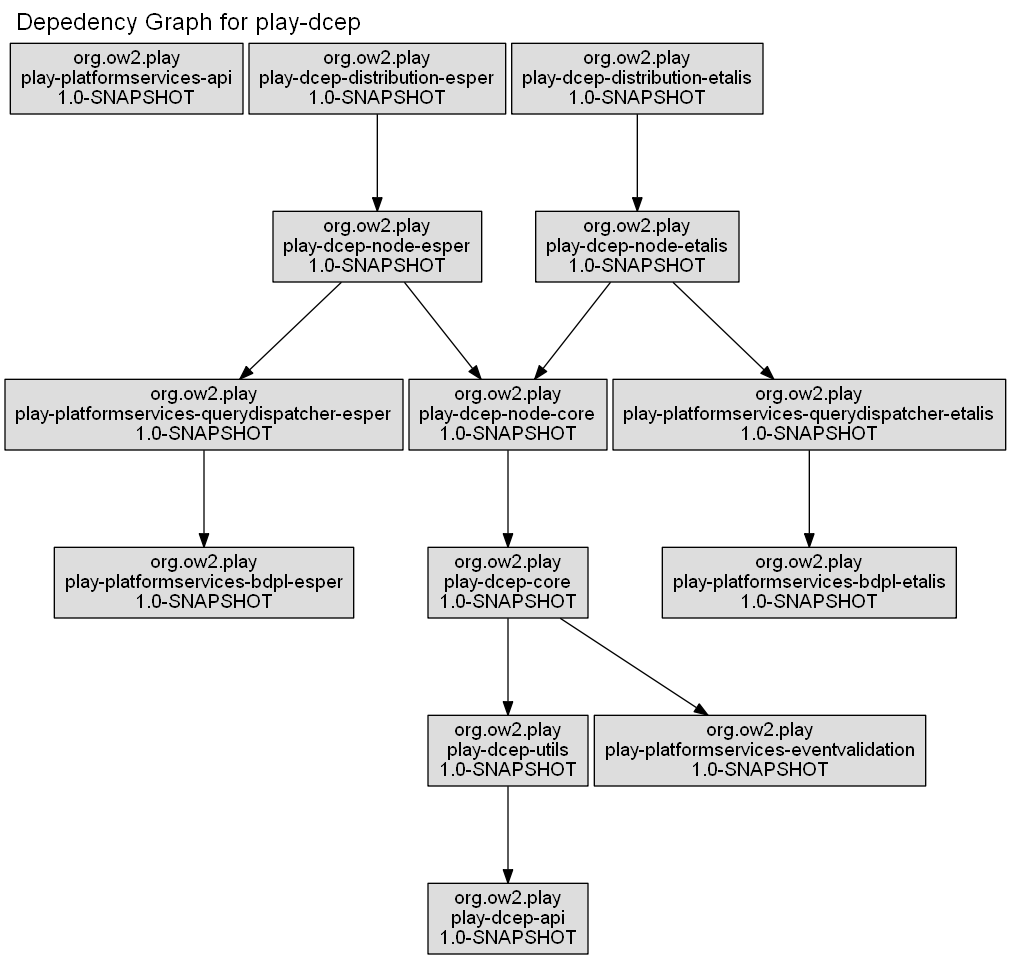 Depedency Graph for play-dcep
org.ow2.play
play-platformservices-api
1.0-SNAPSHOT
org.ow2.play
play-dcep-distribution-esper
1.0-SNAPSHOT
org.ow2.play
play-dcep-distribution-etalis
1.0-SNAPSHOT
org.ow2.play
play-dcep-node-esper
1.0-SNAPSHOT
org.ow2.play
play-dcep-node-etalis
1.0-SNAPSHOT
org.ow2.play
play-platformservices-querydispatcher-esper
1.0-SNAPSHOT
org.ow2.play
play-dcep-node-core
1.0-SNAPSHOT
org.ow2.play
play-platformservices-querydispatcher-etalis
1.0-SNAPSHOT
org.ow2.play
play-platformservices-bdpl-esper
1.0-SNAPSHOT
org.ow2.play
play-dcep-core
1.0-SNAPSHOT
org.ow2.play
play-platformservices-bdpl-etalis
1.0-SNAPSHOT
org.ow2.play
play-dcep-utils
1.0-SNAPSHOT
org.ow2.play
play-platformservices-eventvalidation
1.0-SNAPSHOT
org.ow2.play
play-dcep-api
1.0-SNAPSHOT